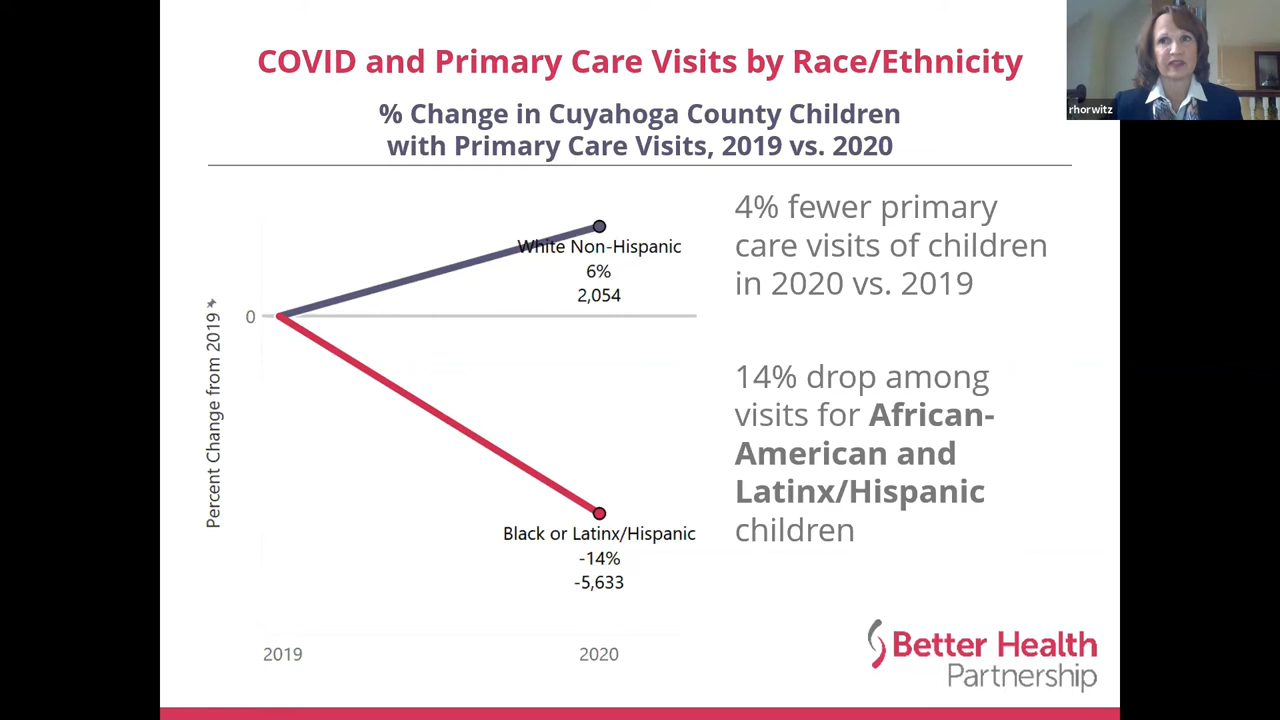 COVID and Primary Care Visits by Race/Ethnicity
% Change in Cuyahoga County Children
with Primary Care Visits, 2019 vs. 2020
rhorwitz
White Non-Hispanic
6%
2,054
0
Percent Change from 2019
Black or Latinx/Hispanic
-14%
-5,633
2019
2020
4% fewer primary
care visits of children
in 2020 vs. 2019
14% drop among
visits for African-
American and
Latinx/Hispanic
children
Better Health
Partnership